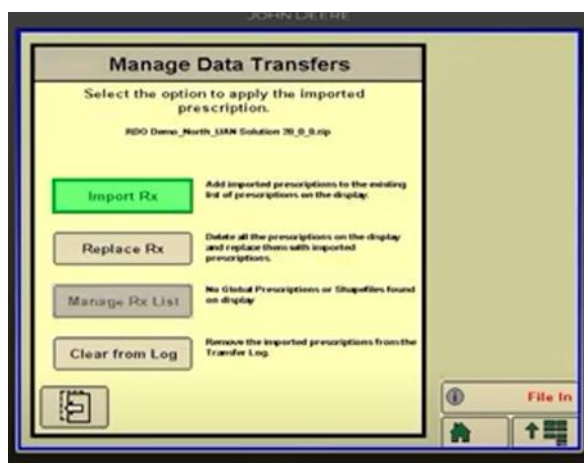 JOHN DEERE
Manage Data Transfers
Select the option to apply the imported
prescription.
RDO Demo_North_UAN Solution 28_0_0.zip
Import Rx
Add imported prescriptions to the existing
list of prescriptions on the display.
Replace Rx
Delete all the prescriptions on the display
and replace them with imported
prescriptions.
Manage Rx List
No Global Prescriptions or Shapefiles found
on display
Clear from Log
Remove the imported prescriptions from the
Transfer Log.
File In